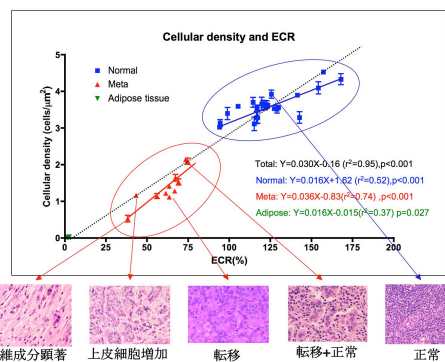 Cellular density and ECR
Normal
Meta
Adipose tissue
Cellular density (cells/μm²)
5
4
3
2
1
0
0
50
100
150
200
ECR(%)
Total: Y=0.030X-0.16 (r²=0.95),p<0.001
Normal: Y=0.016X+1.62 (r²=0.52),p<0.001
Meta: Y=0.036X-0.83(r²=0.74) ,p<0.001
Adipose: Y=0.016X-0.015(r²=0.37) p=0.027
維成分顕著
上皮細胞増加
転移
転移+正常
正常